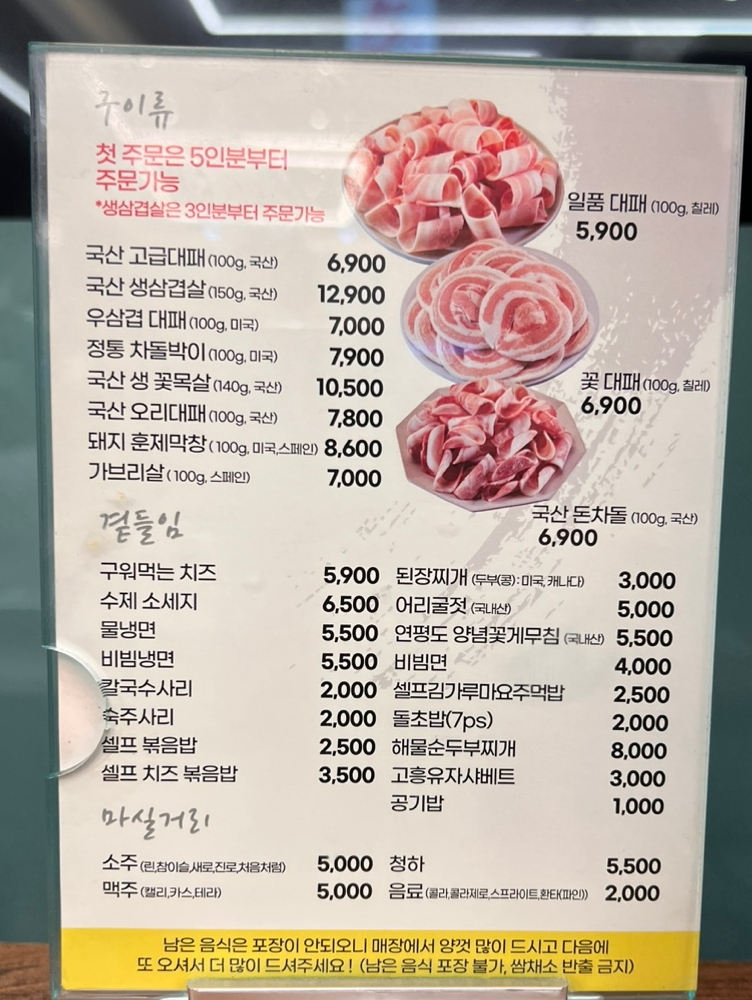 구이류
첫 주문은 5인분부터
주문가능
*생삼겹살은 3인분부터 주문가능
일품 대패 (100g, 칠레)
5,900
국산 고급대패 (100g, 국산) 6,900
국산 생삼겹살 (150g, 국산) 12,900
우삼겹 대패 (100g, 미국) 7,000
정통 차돌박이 (100g, 미국) 7,900
국산 생 꽃목살 (140g, 국산) 10,500
국산 오리대패 (100g, 국산) 7,800
돼지 훈제막창 (100g, 미국,스페인) 8,600
가브리살 (100g, 스페인) 7,000
꽃 대패 (100g, 칠레)
6,900
국산 돈차돌 (100g, 국산)
6,900
곁들임
구워먹는 치즈 5,900
수제 소세지 6,500
물냉면 5,500
비빔냉면 5,500
칼국수사리 2,000
숙주사리 2,000
셀프 볶음밥 2,500
셀프 치즈 볶음밥 3,500
된장찌개 (두부(콩):미국, 캐나다) 3,000
어리굴젓 (국내산) 5,000
연평도 양념꽃게무침 (국내산) 5,500
비빔면 4,000
셀프김가루마요주먹밥 2,500
돌초밥(7ps) 2,000
해물순두부찌개 8,000
고흥유자샤베트 3,000
공기밥 1,000
마실거리
소주 (린,참이슬,새로,진로,처음처럼) 5,000
맥주 (켈리,카스,테라) 5,000
청하 5,500
음료 (콜라,콜라제로,스프라이트,환타(파인)) 2,000
남은 음식은 포장이 안되오니 매장에서 양껏 많이 드시고 다음에
또 오셔서 더 많이 드셔주세요! (남은 음식 포장 불가, 쌈채소 반출 금지)